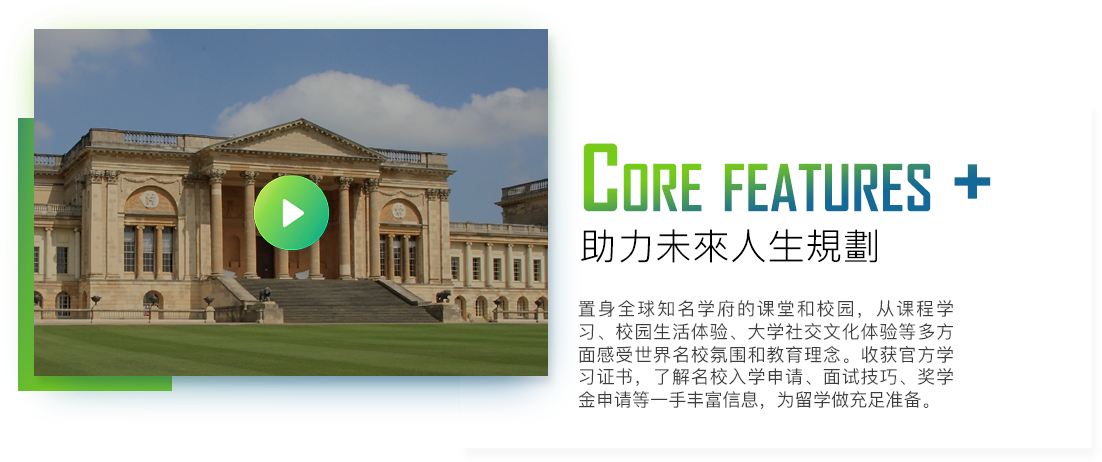 CORE FEATURES +
助力未來人生規劃
置身全球知名学府的课堂和校园，从课程学
习、校园生活体验、大学社交文化体验等多方
面感受世界名校氛围和教育理念。收获官方学
习证书，了解名校入学申请、面试技巧、奖学
金申请等一手丰富信息，为留学做充足准备。